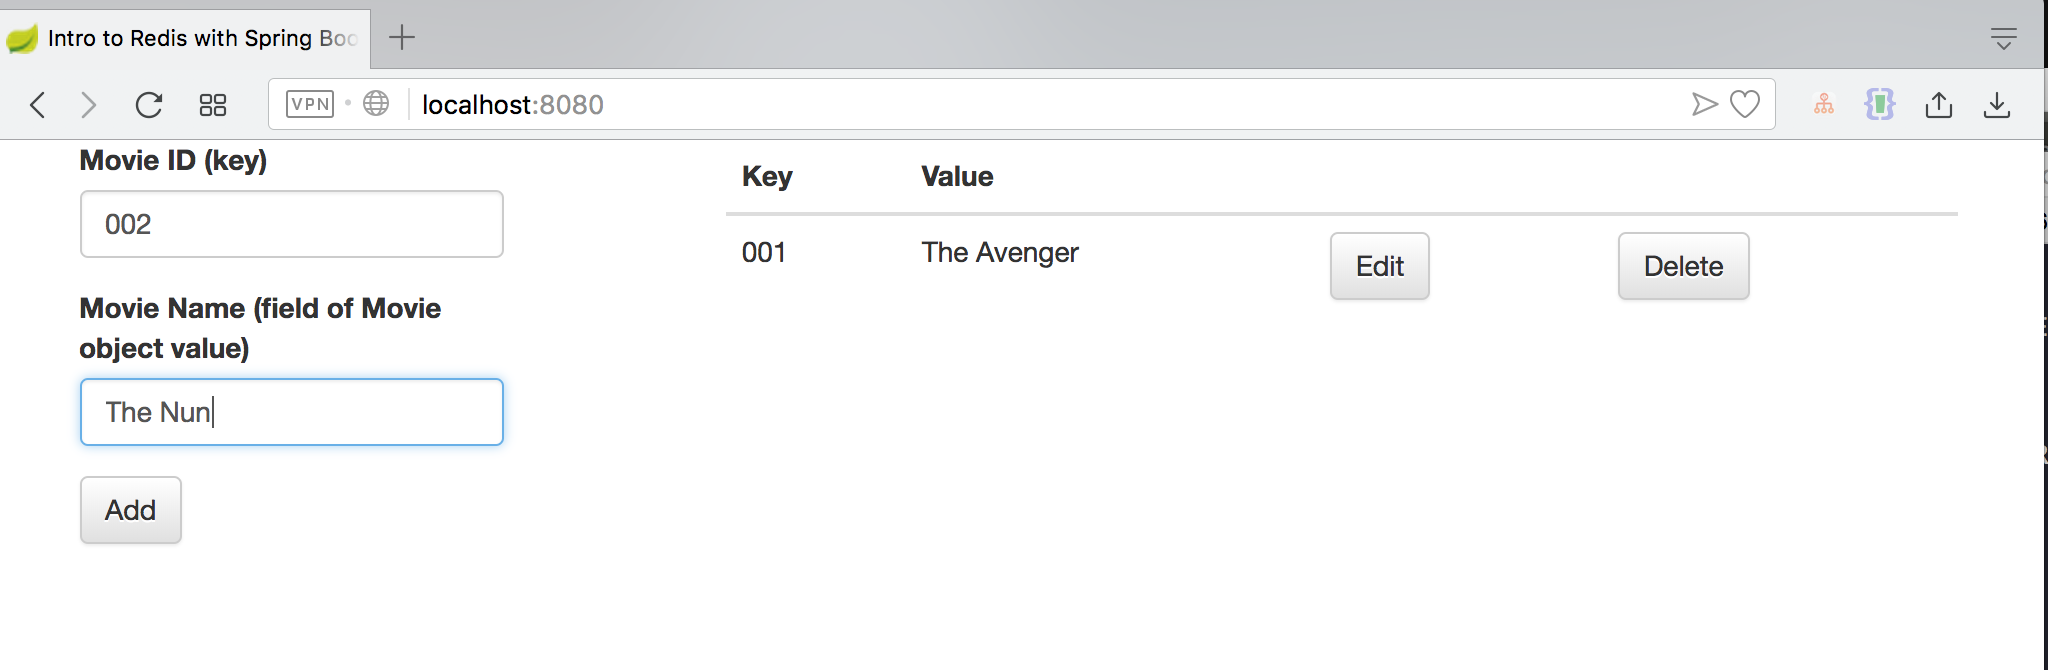 Intro to Redis with Spring Boo
VPN
localhost:8080
Movie ID (key)
002
Movie Name (field of Movie
object value)
The Nun
Add
Key Value
001 The Avenger Edit Delete